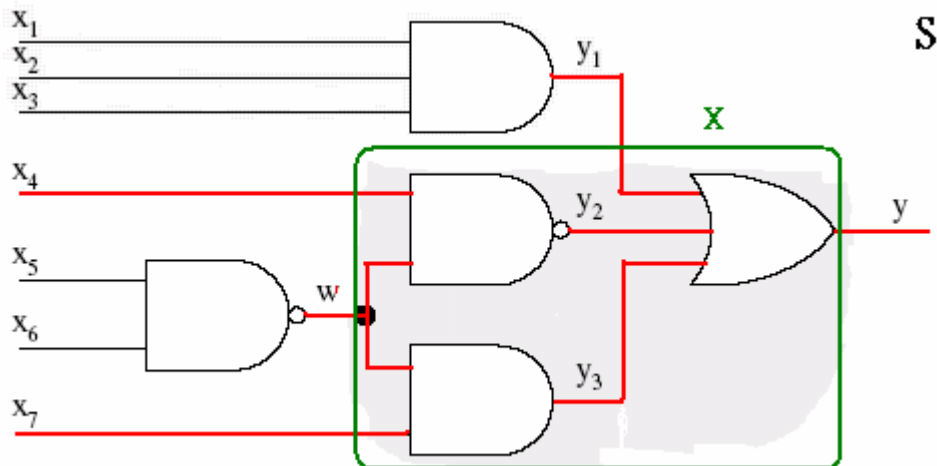 x₁
S
x₂
y₁
x₃
X
x₄
y₂
y
x₅
w
x₆
y₃
x₇